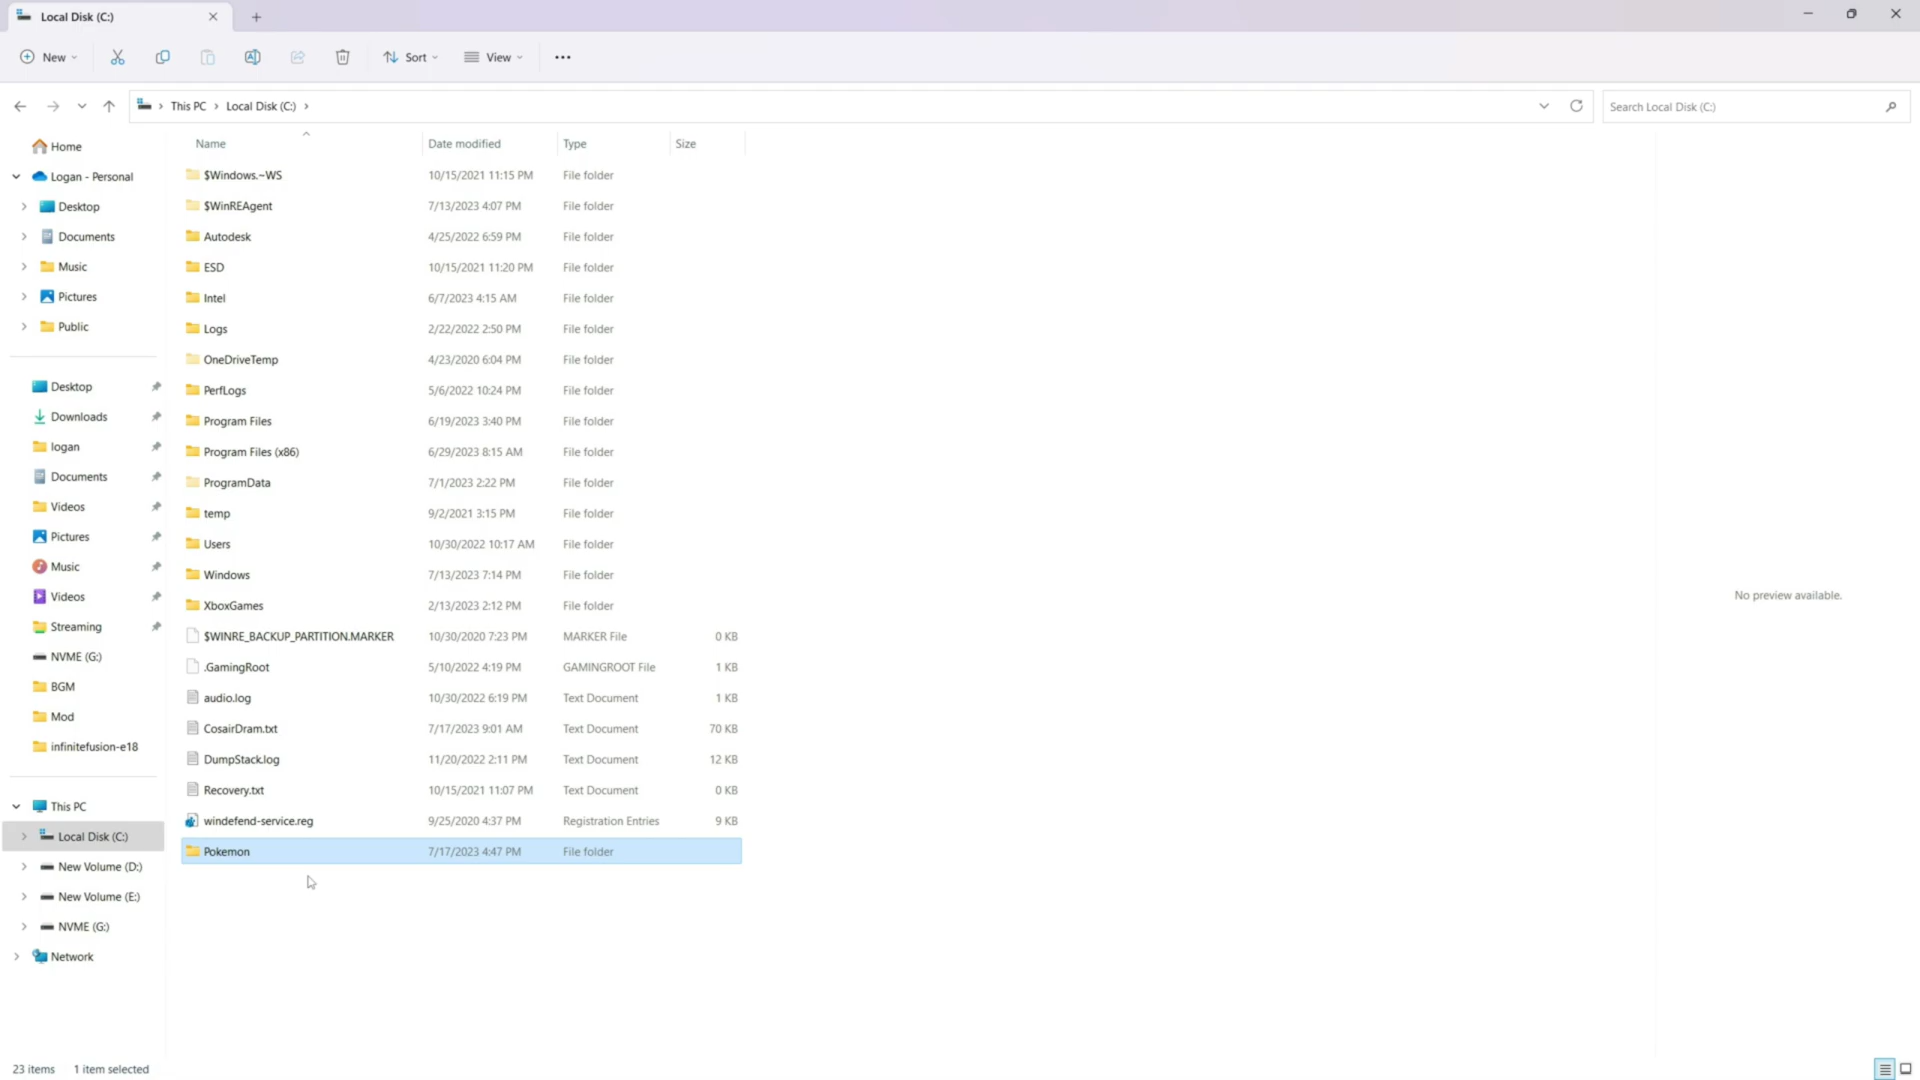 Local Disk (C:)
New
Sort
View
This PC > Local Disk (C:) >
Search Local Disk (C:)
Home
Logan - Personal
Desktop
Documents
Music
Pictures
Public
Desktop
Downloads
logan
Documents
Videos
Pictures
Music
Videos
Streaming
NVME (G:)
BGM
Mod
infinitefusion-e18
This PC
Local Disk (C:)
New Volume (D:)
New Volume (E:)
NVME (G:)
Network
Name Date modified Type Size
$Windows.~WS 10/15/2021 11:15 PM File folder
$WinREAgent 7/13/2023 4:07 PM File folder
Autodesk 4/25/2022 6:59 PM File folder
ESD 10/15/2021 11:20 PM File folder
Intel 6/7/2023 4:15 AM File folder
Logs 2/22/2022 2:50 PM File folder
OneDriveTemp 4/23/2020 6:04 PM File folder
PerfLogs 5/6/2022 10:24 PM File folder
Program Files 6/19/2023 3:40 PM File folder
Program Files (x86) 6/29/2023 8:15 AM File folder
ProgramData 7/1/2023 2:22 PM File folder
temp 9/2/2021 3:15 PM File folder
Users 10/30/2022 10:17 AM File folder
Windows 7/13/2023 7:14 PM File folder
XboxGames 2/13/2023 2:12 PM File folder
$WINRE_BACKUP_PARTITION.MARKER 10/30/2020 7:23 PM MARKER File 0 KB
.GamingRoot 5/10/2022 4:19 PM GAMINGROOT File 1 KB
audio.log 10/30/2022 6:19 PM Text Document 1 KB
CosairDram.txt 7/17/2023 9:01 AM Text Document 70 KB
DumpStack.log 11/20/2022 2:11 PM Text Document 12 KB
Recovery.txt 10/15/2021 11:07 PM Text Document 0 KB
windefend-service.reg 9/25/2020 4:37 PM Registration Entries 9 KB
Pokemon 7/17/2023 4:47 PM File folder
No preview available.
23 items 1 item selected